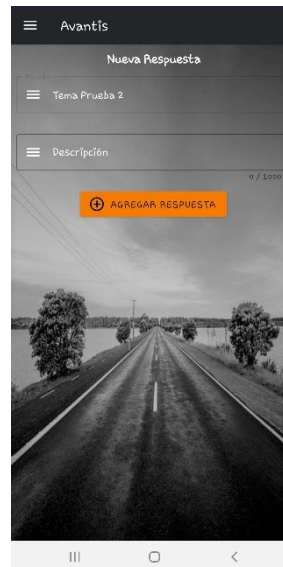 Avantis
Nueva Respuesta
Tema Prueba 2
Descripción
0 / 1000
AGREGAR RESPUESTA